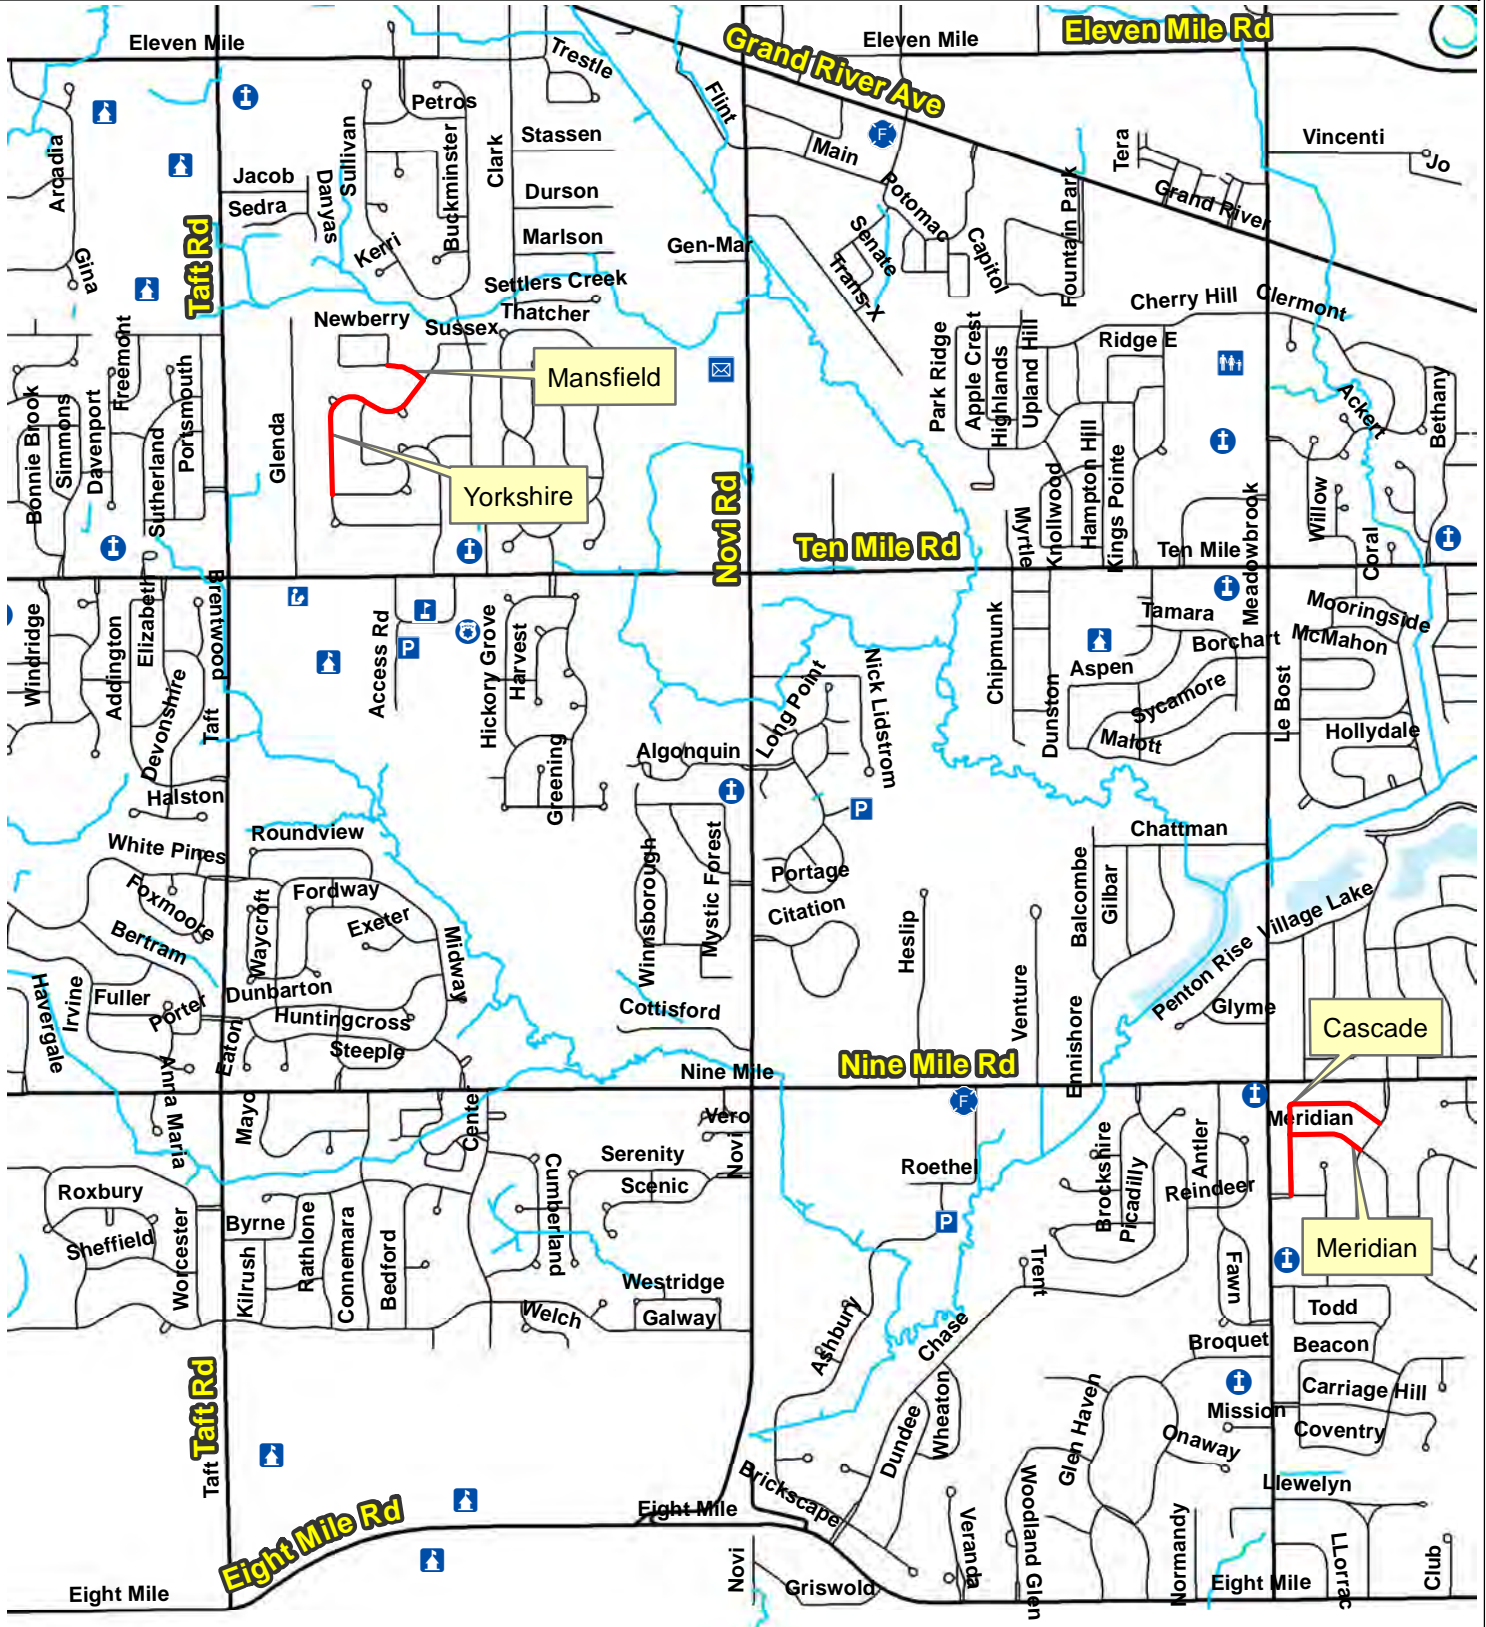 Eleven Mile
Eleven Mile
Eleven Mile Rd
Grand River Ave
Trestle
Flint
Petros
Arcadia
Sullivan
Buckminster
Clark
Stassen
F
Main
Tera
Vincenti
Jo
Jacob
Sedra
Danyas
Durson
Potomac
Fountain Park
Grand River
Taft Rd
Gina
Kerri
Marlson
Gen-Mar
Senate
Trans-X
Capitol
Settlers Creek
Thatcher
Newberry
Sussex
Cherry Hill
Clermont
Freemont
Portsmouth
Mansfield
Park Ridge
Apple Crest
Highlands
Upland Hill
Ridge E
Bonnie Brook
Simmons
Davenport
Sutherland
Glenda
Ackert
Bethany
Yorkshire
Novi Rd
Knollwood
Hampton Hill
Kings Pointe
Myrtle
Willow
Coral
Meadowbrook
Ten Mile Rd
Ten Mile
Windridge
Addington
Elizabeth
Devonshire
Brentwood
Taft
Access Rd
P
Hickory Grove
Harvest
Greening
Chipmunk
Dunston
Tamara
Borchart
Aspen
Sycamore
Malott
Mooringside
McMahon
Le Bost
Hollydale
Nick Lidstrom
Long Point
Algonquin
P
Halston
Roundview
White Pines
Foxmoore
Fordway
Waycroft
Exeter
Bertram
Midway
Winnsborough
Mystic Forest
Portage
Citation
Chattman
Balcombe
Gilbar
Heslip
Venture
Penton Rise
Village Lake
Glyme
Havergale
Irvine
Fuller
Porter
Dunbarton
Huntingcross
Steeple
Eaton
Anna Maria
Cottisford
Ennishore
Cascade
Nine Mile
Nine Mile Rd
Mayo
Center
Vero
Novi
F
Meridian
Meridian
Roxbury
Sheffield
Worcester
Byrne
Kilrush
Rathlone
Connemara
Bedford
Cumberland
Serenity
Scenic
Roethel
P
Brockshire
Picadilly
Antler
Reindeer
Fawn
Trent
Westridge
Welch
Galway
Ashbury
Chase
Todd
Broquet
Beacon
Taft Rd
Taft
Dundee
Wheaton
Glen Haven
Mission
Onaway
Carriage Hill
Coventry
Llewelyn
Brickscape
Eight Mile
Eight Mile Rd
Eight Mile
Novi
Griswold
Veranda
Woodland Glen
Normandy
Eight Mile
LLorrac
Club